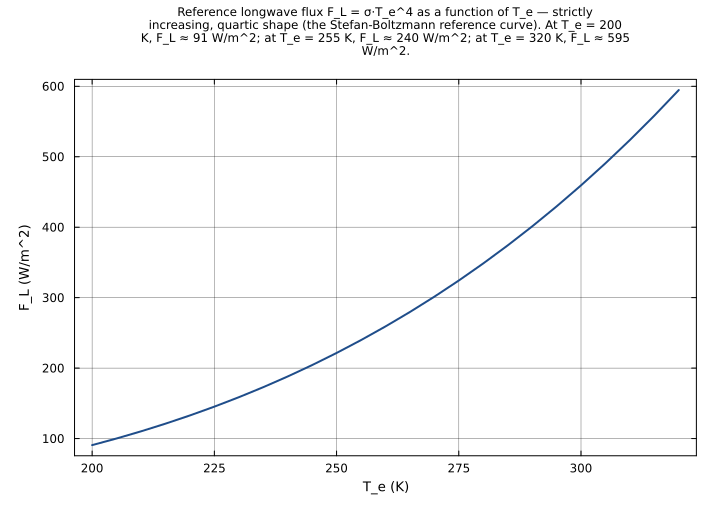 Reference longwave flux F_L = σ·T_e^4 as a function of T_e — strictly
increasing, quartic shape (the Stefan-Boltzmann reference curve). At T_e = 200
K, F_L ≈ 91 W/m^2; at T_e = 255 K, F_L ≈ 240 W/m^2; at T_e = 320 K, F_L ≈ 595
W/m^2.
600
500
400
300
200
100
F_L (W/m^2)
200
225
250
275
300
T_e (K)